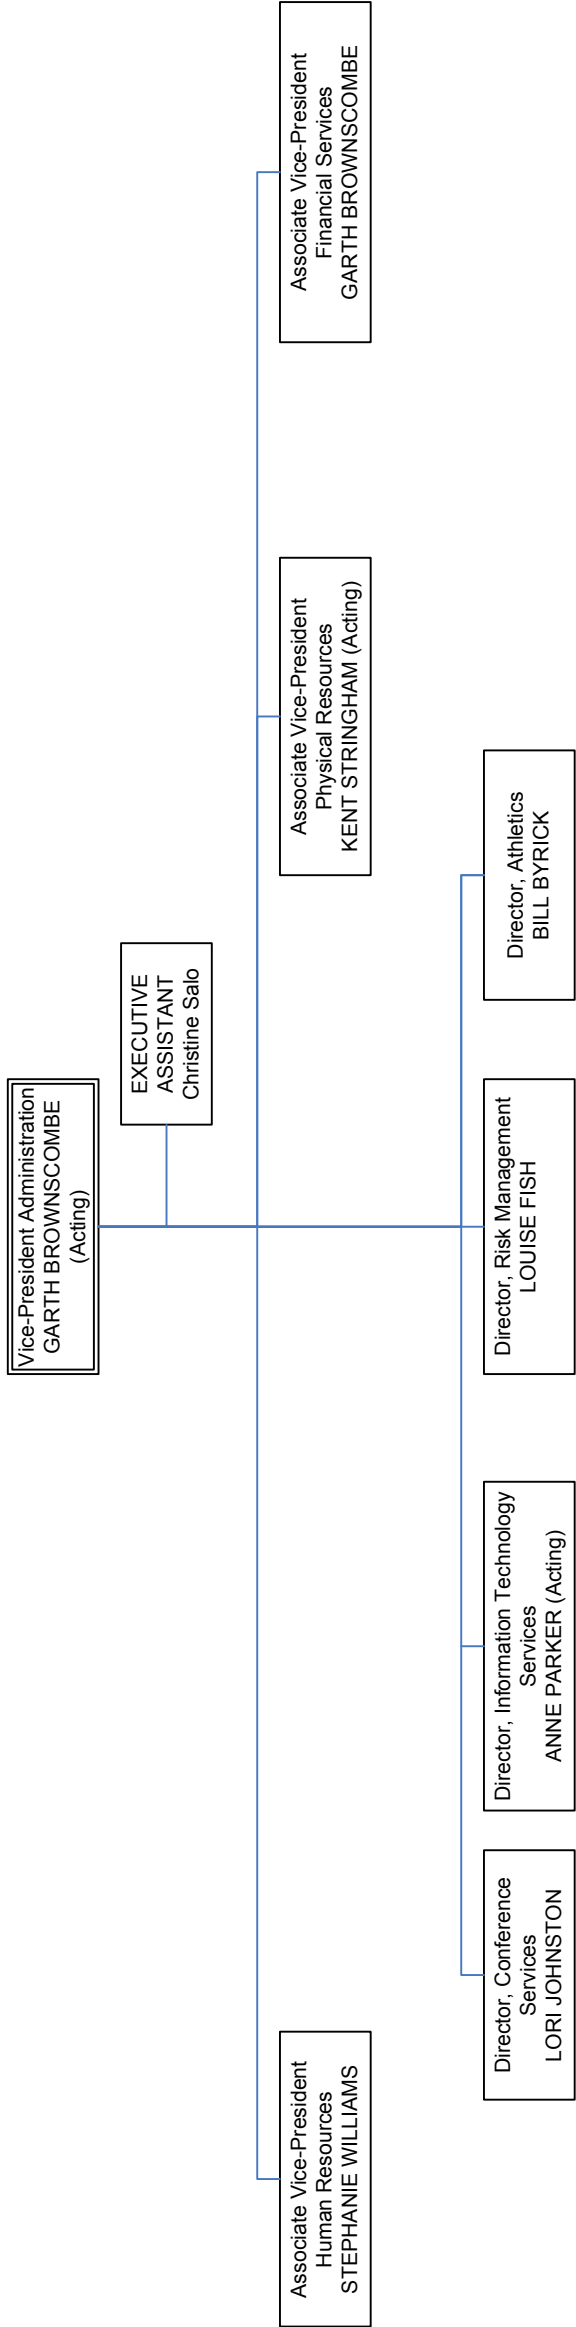 Vice-President Administration
GARTH BROWNSCOMBE
(Acting)
EXECUTIVE
ASSISTANT
Christine Salo
Associate Vice-President
Human Resources
STEPHANIE WILLIAMS
Associate Vice-President
Physical Resources
KENT STRINGHAM (Acting)
Associate Vice-President
Financial Services
GARTH BROWNSCOMBE
Director, Conference
Services
LORI JOHNSTON
Director, Information Technology
Services
ANNE PARKER (Acting)
Director, Risk Management
LOUISE FISH
Director, Athletics
BILL BYRICK